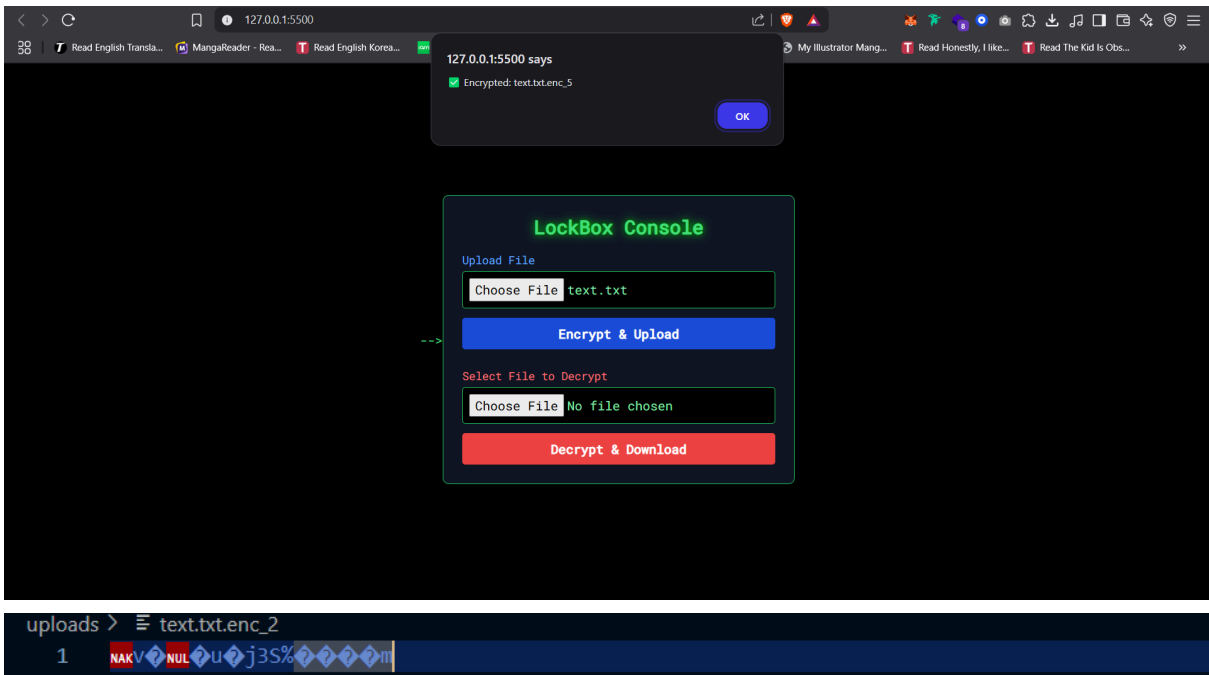 127.0.0.1:5500
Read English Transla...
MangaReader - Rea...
Read English Korea...
My Illustrator Mang...
Read Honestly, I like...
Read The Kid Is Obs...
»
127.0.0.1:5500 says
✅ Encrypted: text.txt.enc_5
OK
LockBox Console
Upload File
Choose File text.txt
Encrypt & Upload
-->
Select File to Decrypt
Choose File No file chosen
Decrypt & Download
uploads > text.txt.enc_2
1 NAKV�NUL�u�j3S%����m